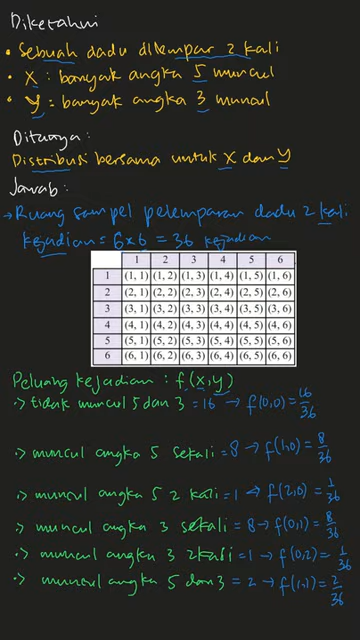 Diketahui
• Sebuah dadu dilempar 2 kali
• X : banyak angka 5 muncul
• Y = banyak angka 3 muncul
Ditanya :
Distribusi bersama untuk X dan Y
Jawab :
→ Ruang sampel pelemparan dadu 2 kali
kejadian = 6 × 6 = 36 kejadian
1 2 3 4 5 6
1 (1, 1) (1, 2) (1, 3) (1, 4) (1, 5) (1, 6)
2 (2, 1) (2, 2) (2, 3) (2, 4) (2, 5) (2, 6)
3 (3, 1) (3, 2) (3, 3) (3, 4) (3, 5) (3, 6)
4 (4, 1) (4, 2) (4, 3) (4, 4) (4, 5) (4, 6)
5 (5, 1) (5, 2) (5, 3) (5, 4) (5, 5) (5, 6)
6 (6, 1) (6, 2) (6, 3) (6, 4) (6, 5) (6, 6)
Peluang kejadian : f(x,y)
•> tidak muncul 5 dan 3 = 16 → f(0,0) = 16/36
•> muncul angka 5 sekali = 8 → f(1,0) = 8/36
•> muncul angka 5 2 kali = 1 → f(2,0) = 1/36
•> muncul angka 3 sekali = 8 → f(0,1) = 8/36
•> muncul angka 3 2kali = 1 → f(0,2) = 1/36
•> muncul angka 5 dan 3 = 2 → f(1,1) = 2/36